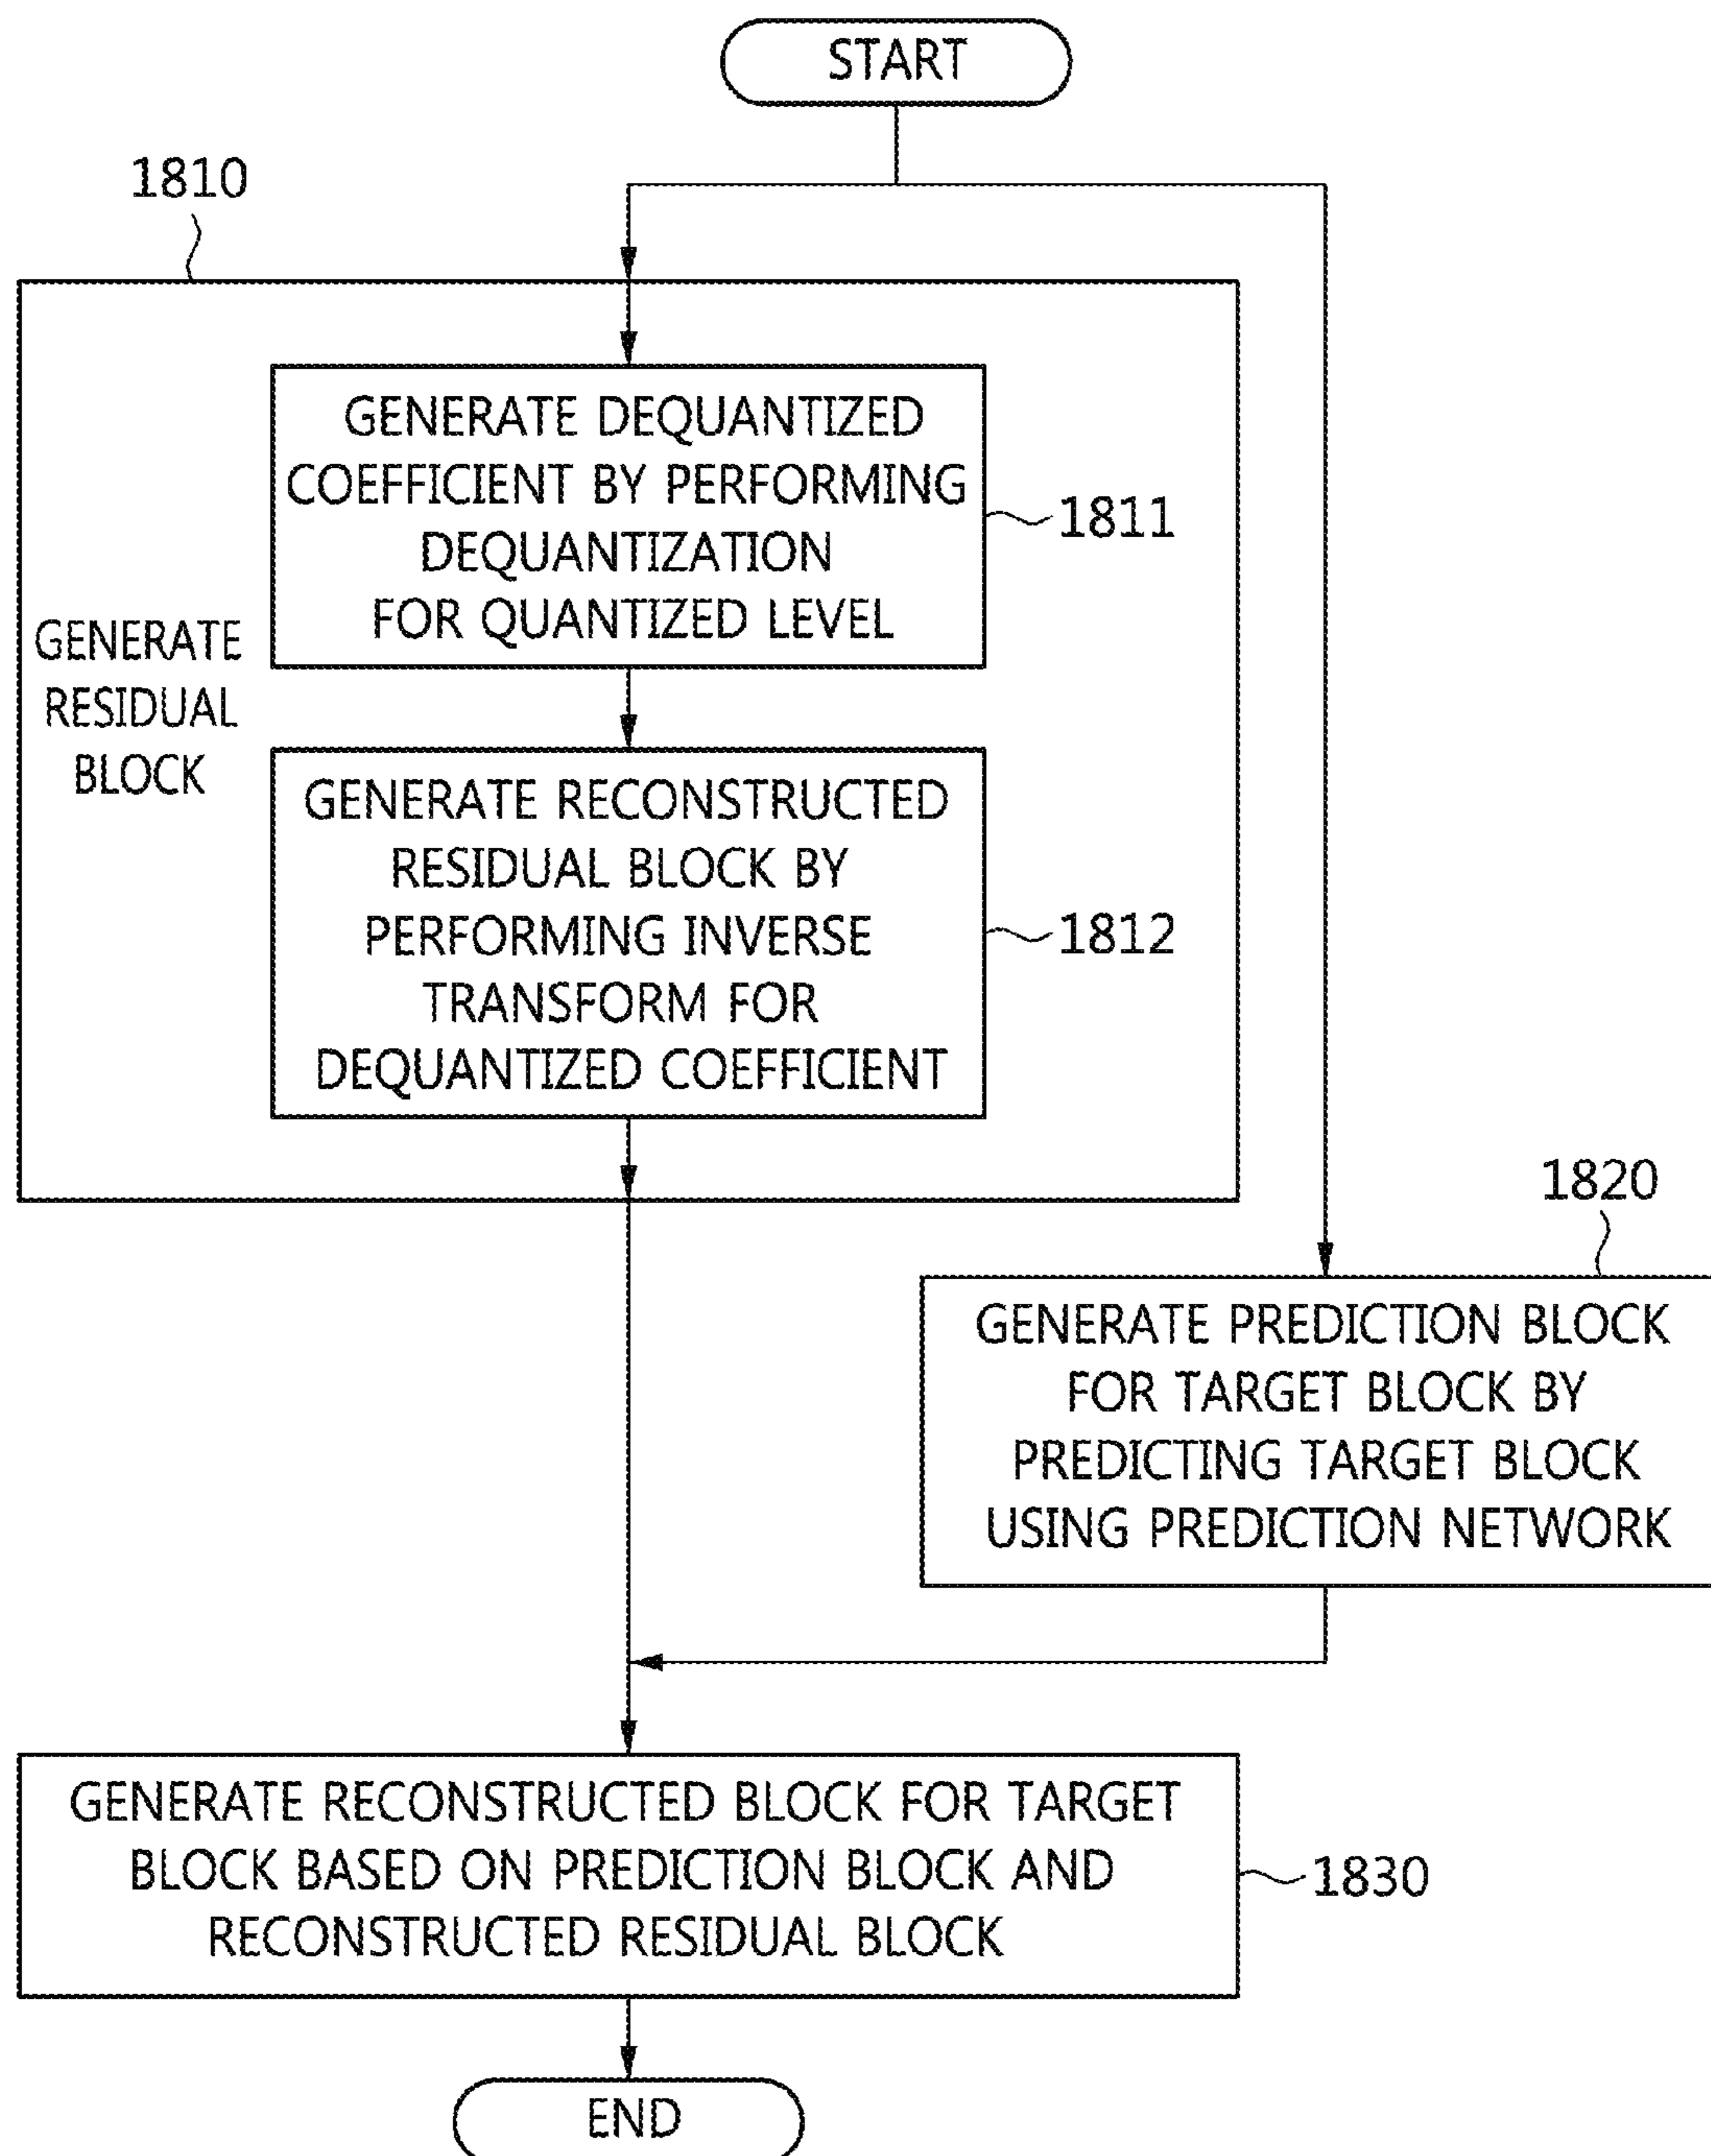 START
1810
GENERATE DEQUANTIZED
COEFFICIENT BY PERFORMING
DEQUANTIZATION
FOR QUANTIZED LEVEL
1811
GENERATE
RESIDUAL
BLOCK
GENERATE RECONSTRUCTED
RESIDUAL BLOCK BY
PERFORMING INVERSE
TRANSFORM FOR
DEQUANTIZED COEFFICIENT
1812
1820
GENERATE PREDICTION BLOCK
FOR TARGET BLOCK BY
PREDICTING TARGET BLOCK
USING PREDICTION NETWORK
GENERATE RECONSTRUCTED BLOCK FOR TARGET
BLOCK BASED ON PREDICTION BLOCK AND
RECONSTRUCTED RESIDUAL BLOCK
1830
END